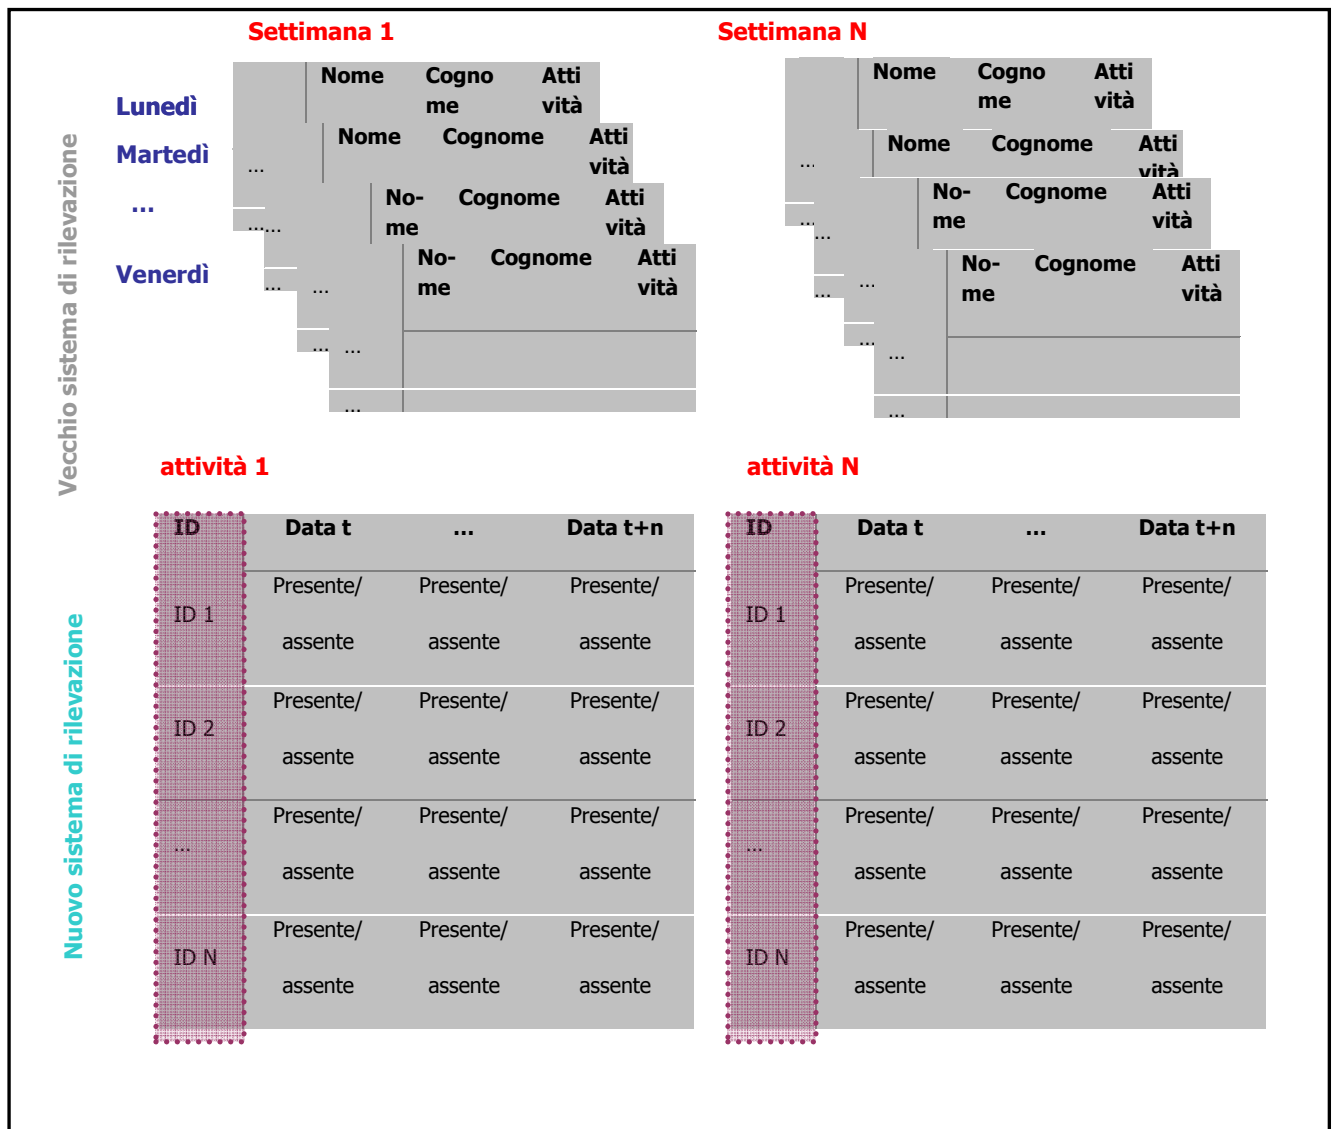 Settimana 1
Settimana N
Vecchio sistema di rilevazione
Lunedì
Martedì
...
Venerdì
Nome Cogno Atti
me vità
Nome Cognome Atti
vità
...
No- Cognome Atti
me vità
... ...
No- Cognome Atti
me vità
... ...
... ...
...
Nome Cogno Atti
me vità
Nome Cognome Atti
vità
...
No- Cognome Atti
me vità
... ...
No- Cognome Atti
me vità
... ...
... ...
...
attività 1
attività N
Nuovo sistema di rilevazione
ID Data t ... Data t+n
Presente/ Presente/ Presente/
ID 1
assente assente assente
Presente/ Presente/ Presente/
ID 2
assente assente assente
Presente/ Presente/ Presente/
...
assente assente assente
Presente/ Presente/ Presente/
ID N
assente assente assente
ID Data t ... Data t+n
Presente/ Presente/ Presente/
ID 1
assente assente assente
Presente/ Presente/ Presente/
ID 2
assente assente assente
Presente/ Presente/ Presente/
...
assente assente assente
Presente/ Presente/ Presente/
ID N
assente assente assente